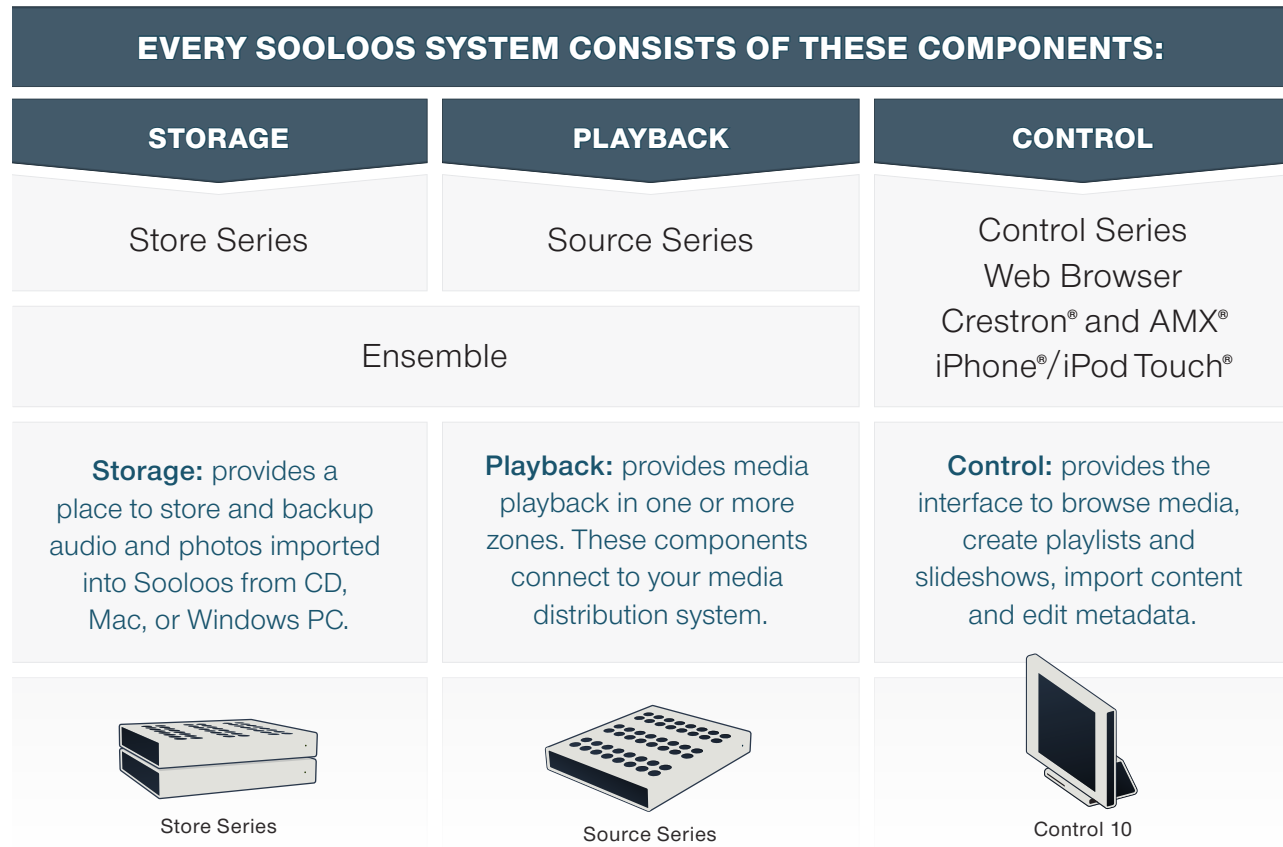 EVERY SOOLOOS SYSTEM CONSISTS OF THESE COMPONENTS:
STORAGE
PLAYBACK
CONTROL
Store Series
Source Series
Control Series
Web Browser
Crestron® and AMX®
iPhone®/iPod Touch®
Ensemble
Storage: provides a
place to store and backup
audio and photos imported
into Sooloos from CD,
Mac, or Windows PC.
Playback: provides media
playback in one or more
zones. These components
connect to your media
distribution system.
Control: provides the
interface to browse media,
create playlists and
slideshows, import content
and edit metadata.
Store Series
Source Series
Control 10